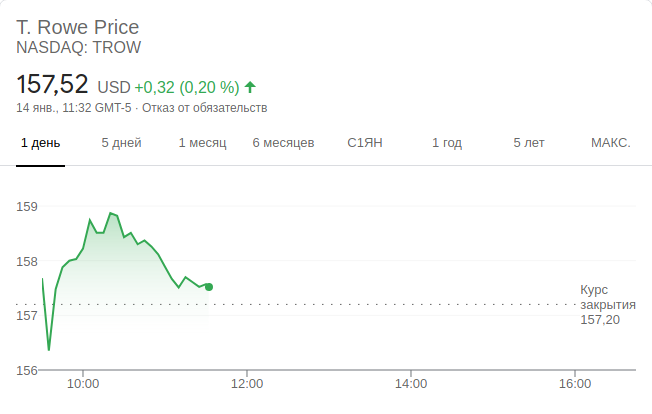 T. Rowe Price
NASDAQ: TROW
157,52 USD +0,32 (0,20 %)
14 янв., 11:32 GMT-5 · Отказ от обязательств
1 день 5 дней 1 месяц 6 месяцев С1ЯН 1 год 5 лет МАКС.
159
158
157
156
Курс
закрытия
157,20
10:00 12:00 14:00 16:00